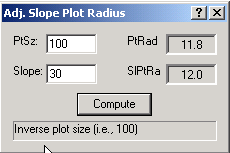 Adj. Slope Plot Radius
PtSz: 100 PtRad 11.8
Slope: 30 SlPtRa 12.0
Compute
Inverse plot size (i.e., 100)